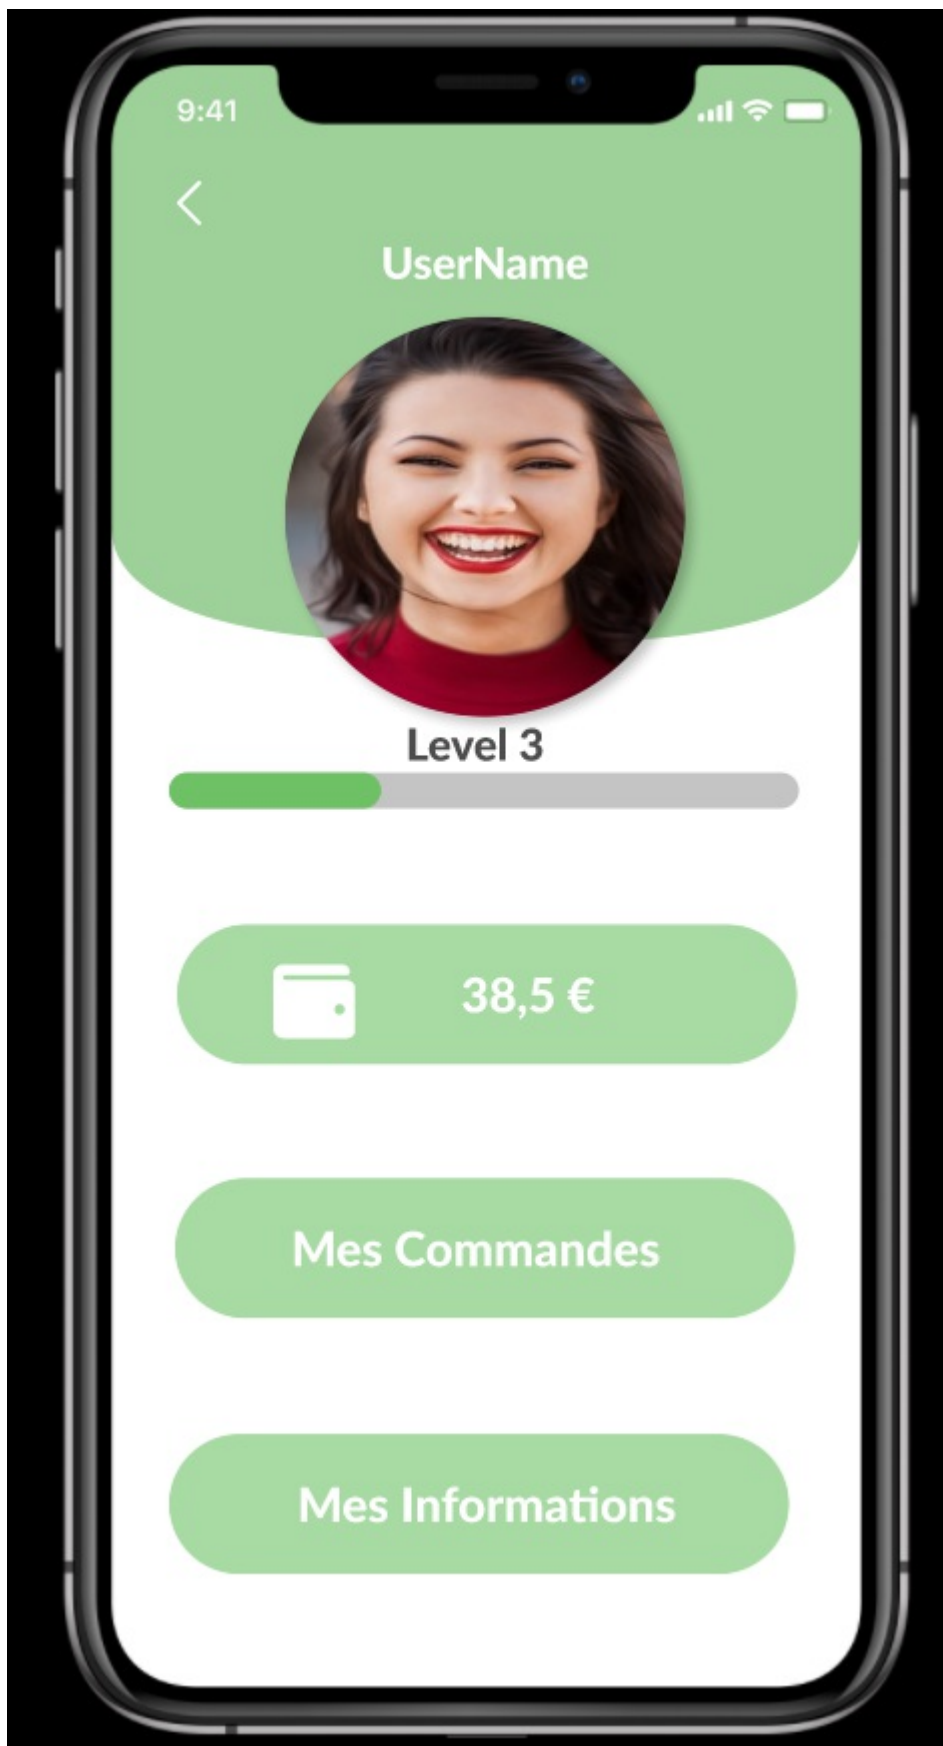 9:41
UserName
Level 3
38,5 €
Mes Commandes
Mes Informations